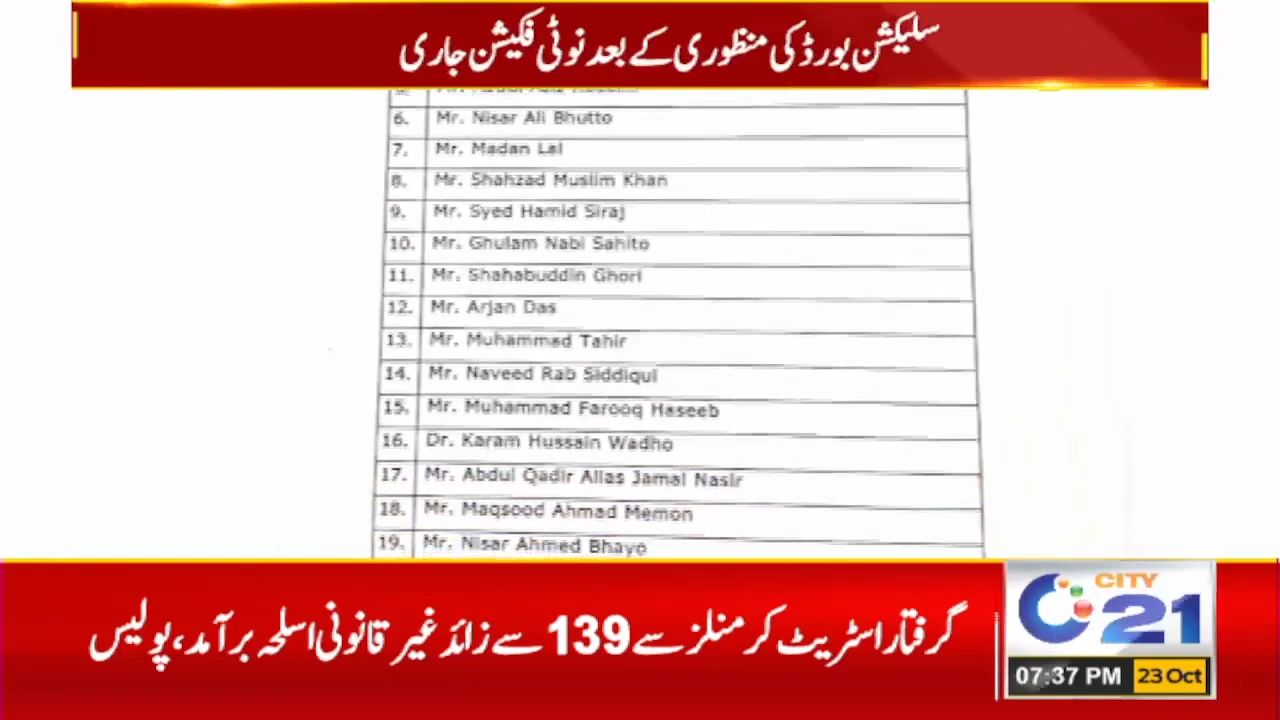 سلیکشن بورڈ کی منظوری کے بعد نوٹی فکیشن جاری
6. Mr. Nisar Ali Bhutto
7. Mr. Madan Lal
8. Mr. Shahzad Muslim Khan
9. Mr. Syed Hamid Siraj
10. Mr. Ghulam Nabi Sahito
11. Mr. Shahabuddin Ghori
12. Mr. Arjan Das
13. Mr. Muhammad Tahir
14. Mr. Naveed Rab Siddiqui
15. Mr. Muhammad Farooq Haseeb
16. Dr. Karam Hussain Wadho
17. Mr. Abdul Qadir Alias Jamal Nasir
18. Mr. Maqsood Ahmad Memon
19. Mr. Nisar Ahmed Bhayo
گرفتار اسٹریٹ کرمنلز سے 139 سے زائد غیر قانونی اسلحہ برآمد، پولیس
CITY
21
07:37 PM 23 Oct